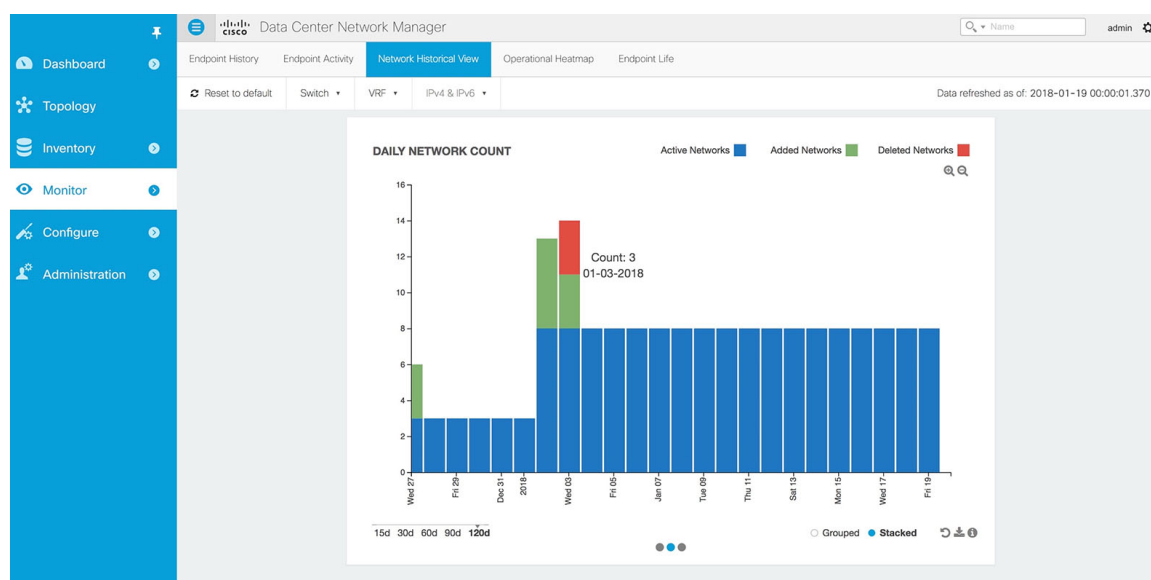 cisco Data Center Network Manager
Name
admin
Dashboard
Topology
Inventory
Monitor
Configure
Administration
Endpoint History Endpoint Activity Network Historical View Operational Heatmap Endpoint Life
Reset to default Switch VRF IPv4 & IPv6
Data refreshed as of: 2018-01-19 00:00:01.370
DAILY NETWORK COUNT
Active Networks Added Networks Deleted Networks
16
14
12
10
8
6
4
2
0
Count: 3
01-03-2018
Wed 27
Fri 29
Dec 31
2018
Wed 03
Fri 05
Jan 07
Tue 09
Thu 11
Sat 13
Mon 15
Wed 17
Fri 19
15d 30d 60d 90d 120d
Grouped Stacked